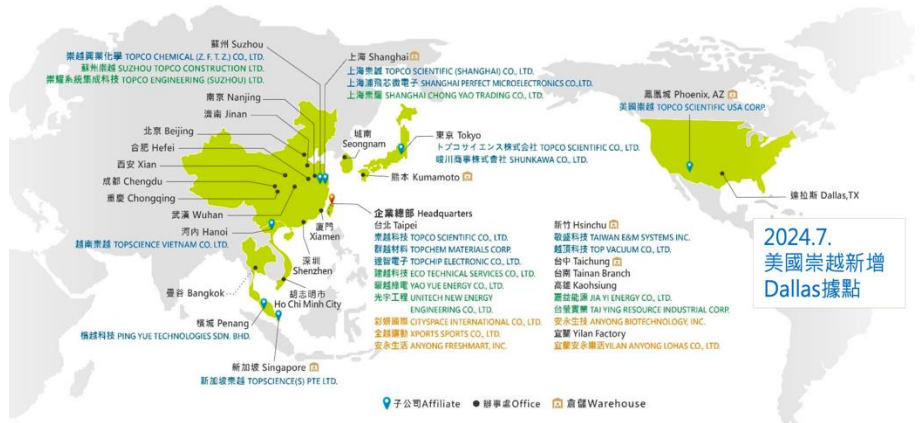 蘇州 Suzhou
崇越興業化學 TOPCO CHEMICAL (Z. F. T. Z.) CO., LTD.
蘇州崇越 SUZHOU TOPCO CONSTRUCTION LTD.
崇耀系統集成科技 TOPCO ENGINEERING (SUZHOU) LTD.
上海 Shanghai
上海崇誠 TOPCO SCIENTIFIC (SHANGHAI) CO., LTD.
上海浦飛芯微電子 SHANGHAI PERFECT MICROELECTRONICS CO.,LTD.
上海崇耀 SHANGHAI CHONG YAO TRADING CO., LTD.
南京 Nanjing
濟南 Jinan
北京 Beijing
合肥 Hefei
西安 Xian
成都 Chengdu
重慶 Chongqing
武漢 Wuhan
河內 Hanoi
越南崇越 TOPSCIENCE VIETNAM CO. LTD.
城南
Seongnam
東京 Tokyo
トプコサイエンス株式会社 TOPCO SCIENTIFIC CO., LTD.
峻川商事株式會社 SHUNKAWA CO., LTD.
熊本 Kumamoto
鳳凰城 Phoenix, AZ
美國崇越 TOPCO SCIENTIFIC USA CORP.
達拉斯 Dallas,TX
廈門
Xiamen
深圳
Shenzhen
曼谷 Bangkok
胡志明市
Ho Chi Minh City
檳城 Penang
檳越科技 PING YUE TECHNOLOGIES SDN. BHD.
新加坡 Singapore
新加坡崇越 TOPSCIENCE(S) PTE LTD.
企業總部 Headquarters
台北 Taipei
崇越科技 TOPCO SCIENTIFIC CO., LTD.
群越材料 TOPCHEM MATERIALS CORP.
達智電子 TOPCHIP ELECTRONIC CO., LTD.
建越科技 ECO TECHNICAL SERVICES CO., LTD.
曜越綠電 YAO YUE ENERGY CO., LTD.
光宇工程 UNITECH NEW ENERGY
ENGINEERING CO., LTD.
彩妍國際 CITYSPACE INTERNATIONAL CO., LTD.
金越運動 XPORTS SPORTS CO., LTD.
安永生活 ANYONG FRESHMART, INC.
新竹 Hsinchu
敬盛科技 TAIWAN E&M SYSTEMS INC.
越頂科技 TOP VACUUM CO., LTD.
台中 Taichung
台南 Tainan Branch
高雄 Kaohsiung
嘉益能源 JIA YI ENERGY CO., LTD.
台螢實業 TAI YING RESOURCE INDUSTRIAL CORP.
安永生技 ANYONG BIOTECHNOLOGY, INC.
宜蘭 Yilan Factory
宜蘭安永樂活 YILAN ANYONG LOHAS CO., LTD.
2024.7.
美國崇越新增
Dallas據點
子公司Affiliate
辦事處Office
倉儲Warehouse